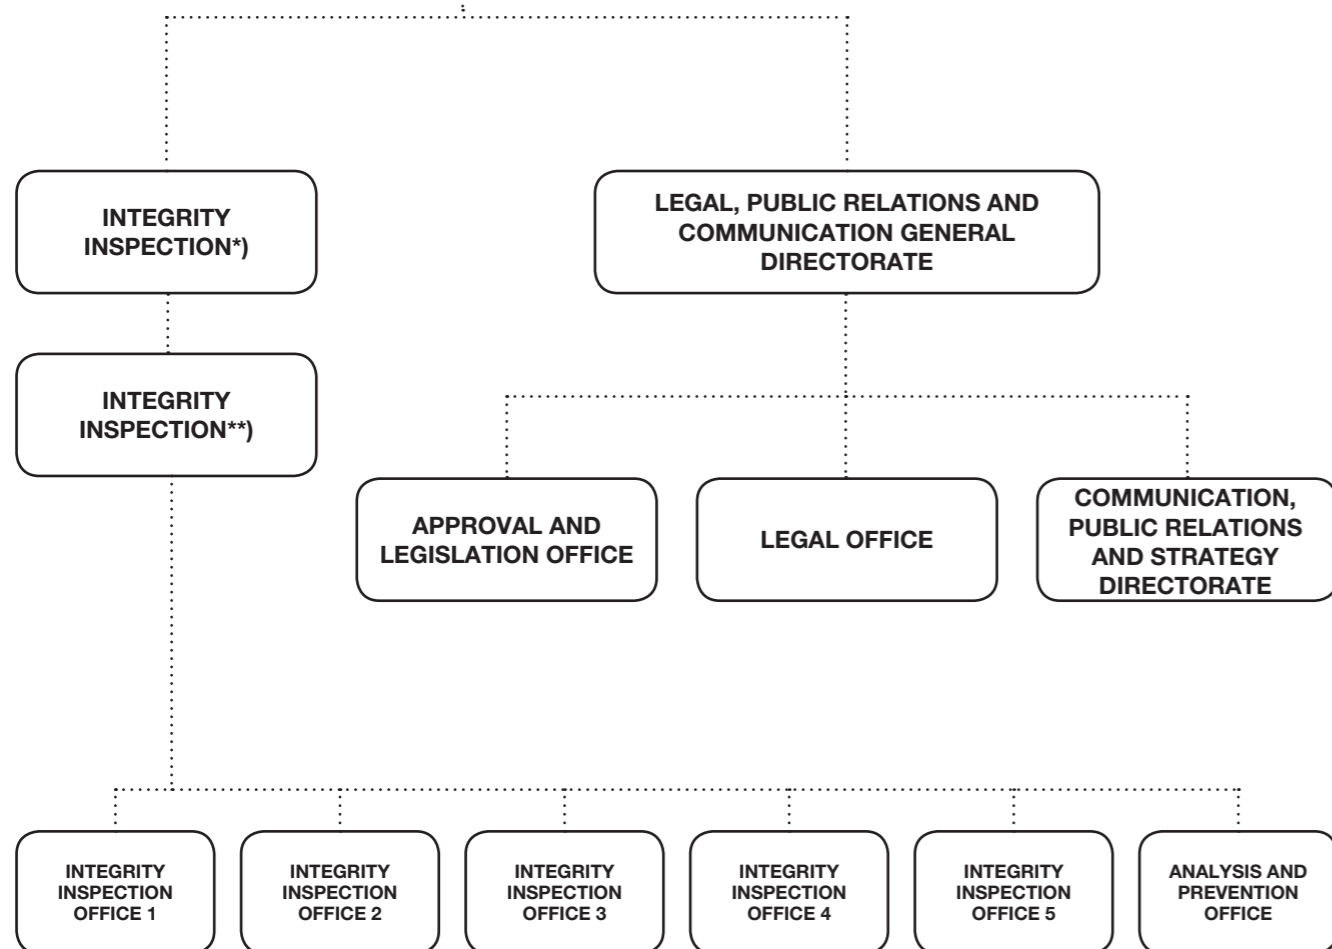 INTEGRITY
INSPECTION*)
LEGAL, PUBLIC RELATIONS AND
COMMUNICATION GENERAL
DIRECTORATE
INTEGRITY
INSPECTION**)
APPROVAL AND
LEGISLATION OFFICE
LEGAL OFFICE
COMMUNICATION,
PUBLIC RELATIONS
AND STRATEGY
DIRECTORATE
INTEGRITY
INSPECTION
OFFICE 1
INTEGRITY
INSPECTION
OFFICE 2
INTEGRITY
INSPECTION
OFFICE 3
INTEGRITY
INSPECTION
OFFICE 4
INTEGRITY
INSPECTION
OFFICE 5
ANALYSIS AND
PREVENTION
OFFICE